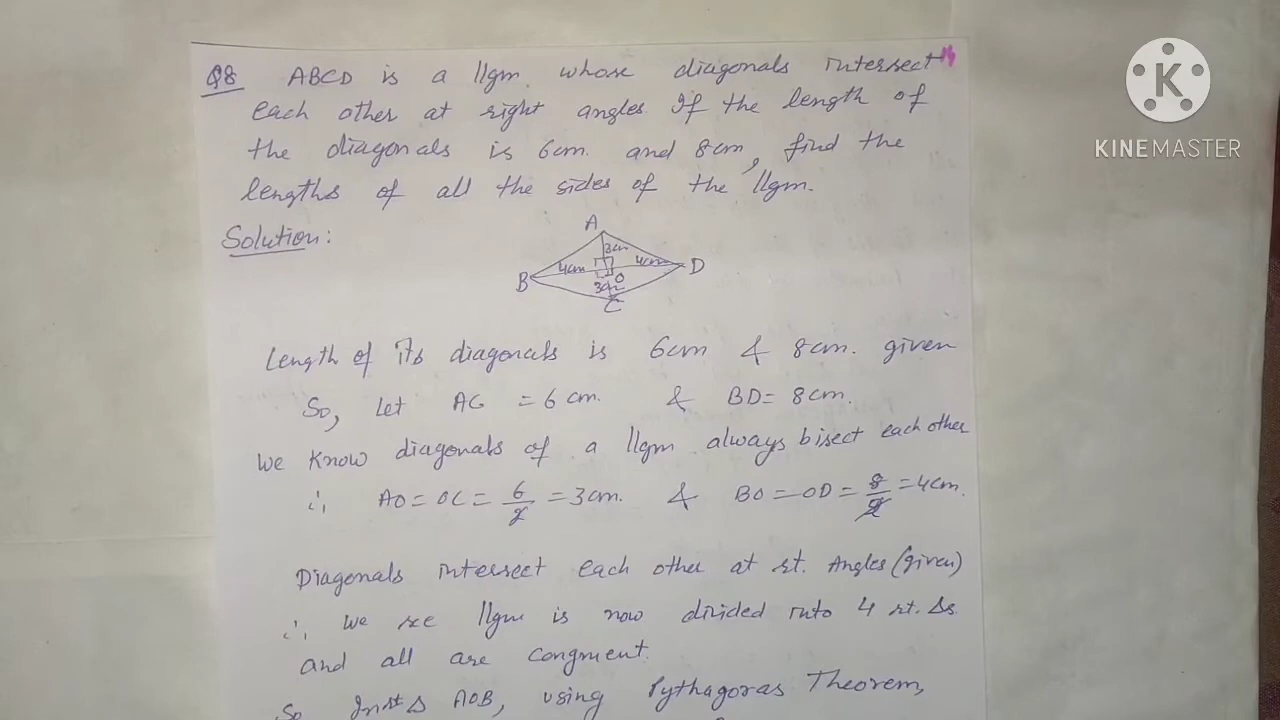 Q8 ABCD is a llgm. whose diagonals intersect
each other at right angles If the length of
the diagonals is 6cm. and 8cm, find the
lengths of all the sides of the llgm.
Solution:
A
3cm
4cm 4cm
B D
O
3cm
C
Length of its diagonals is 6cm & 8cm. given
So, Let AC = 6 cm. & BD = 8cm.
We know diagonals of a llgm always bisect each other
∴ AO = OC = 6/2 = 3cm. & BO = OD = 8/2 = 4cm.
Diagonals intersect each other at rt. Angles (given)
∴ we see llgm is now divided into 4 rt. Δs.
and all are congruent.
So In rt Δ AOB, using Pythagoras Theorem,
K
KINEMASTER